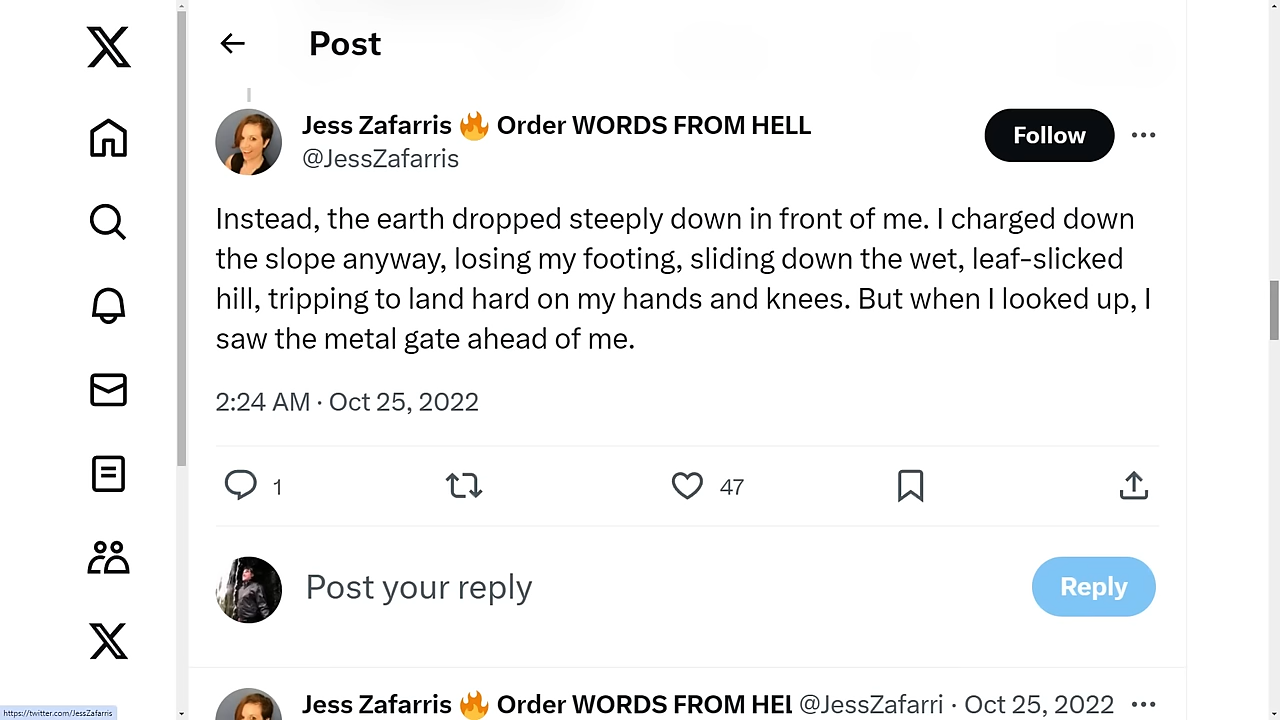 Post
Jess Zafarris 🔥 Order WORDS FROM HELL
@JessZafarris
Follow
Instead, the earth dropped steeply down in front of me. I charged down
the slope anyway, losing my footing, sliding down the wet, leaf-slicked
hill, tripping to land hard on my hands and knees. But when I looked up, I
saw the metal gate ahead of me.
2:24 AM · Oct 25, 2022
1
47
Post your reply
Reply
Jess Zafarris 🔥 Order WORDS FROM HEL @JessZafarri · Oct 25, 2022
https://twitter.com/JessZafarris